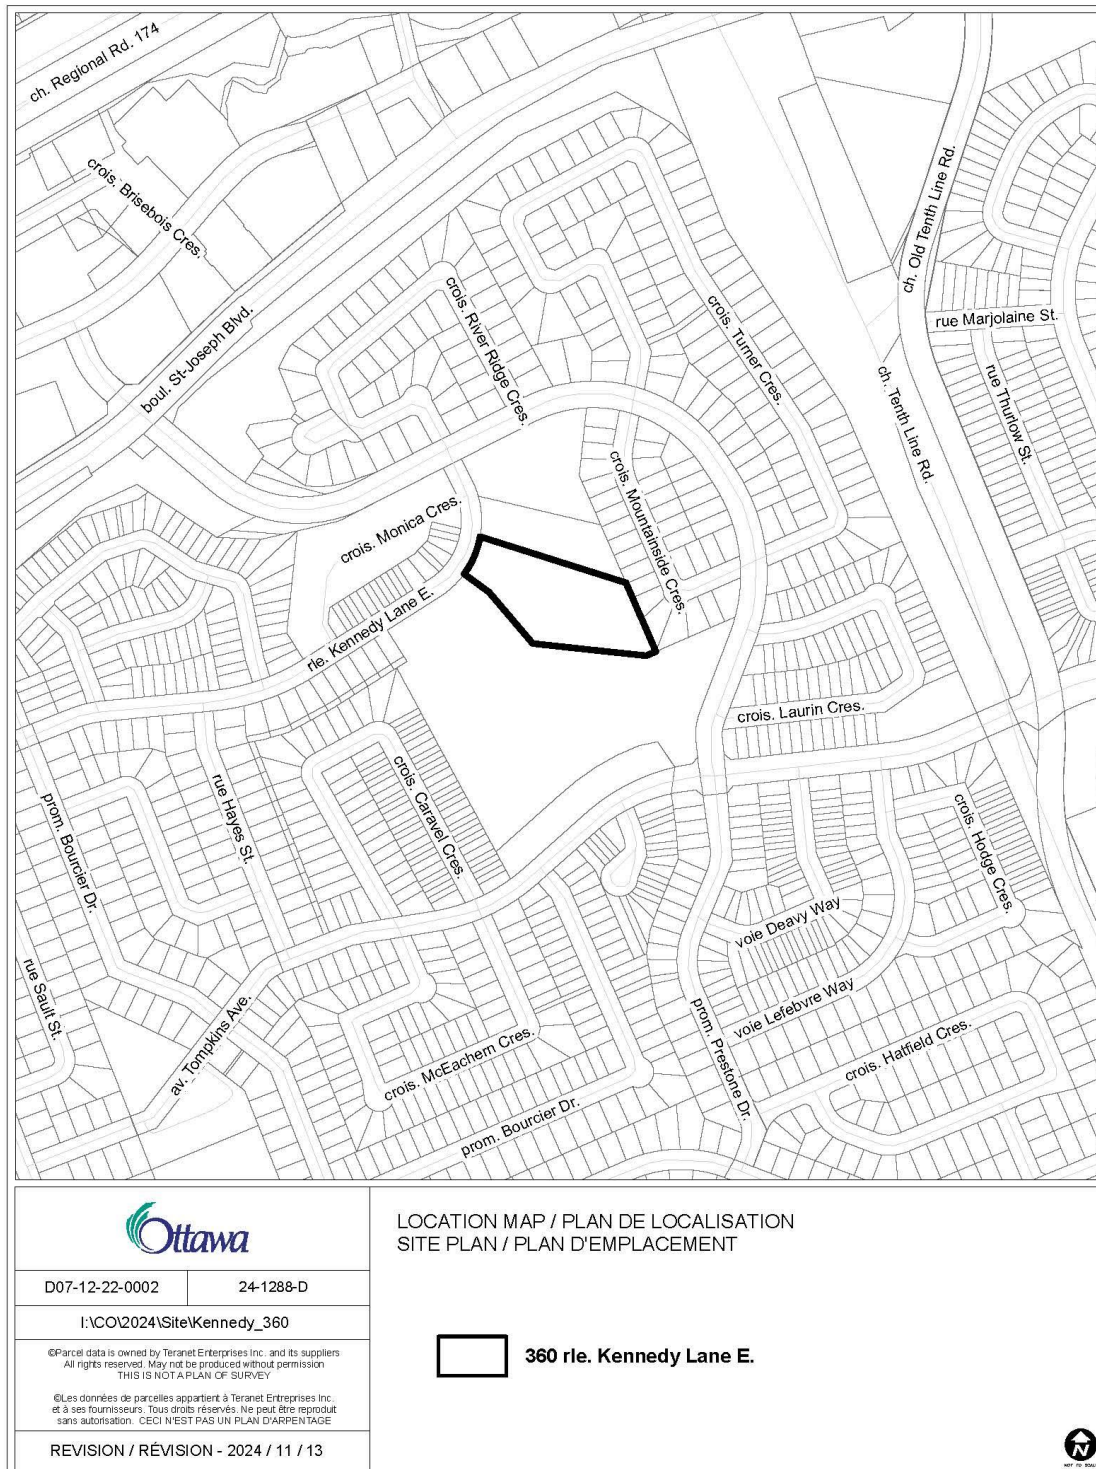 ch. Regional Rd. 174
crois. Brisebois Cres.
boul. St-Joseph Blvd.
crois. River Ridge Cres.
crois. Turner Cres.
ch. Old Tenth Line Rd.
rue Marjolaine St.
rue Thurlow St.
ch. Tenth Line Rd.
crois. Monica Cres.
crois. Mountainside Cres.
rle. Kennedy Lane E.
crois. Laurin Cres.
crois. Caravel Cres.
rue Hayes St.
prom. Bourcier Dr.
crois. Hodge Cres.
voie Deavy Way
voie Lefebvre Way
rue Sault St.
av. Tompkins Ave.
crois. McEachern Cres.
prom. Bourcier Dr.
prom. Prestone Dr.
crois. Hatfield Cres.
Ottawa
D07-12-22-0002
24-1288-D
I:\CO\2024\Site\Kennedy_360
©Parcel data is owned by Teranet Enterprises Inc. and its suppliers
All rights reserved. May not be produced without permission
THIS IS NOT A PLAN OF SURVEY
©Les données de parcelles appartient à Teranet Entreprises Inc.
et à ses fournisseurs. Tous droits réservés. Ne peut être reproduit
sans autorisation. CECI N'EST PAS UN PLAN D'ARPENTAGE
REVISION / RÉVISION - 2024 / 11 / 13
LOCATION MAP / PLAN DE LOCALISATION
SITE PLAN / PLAN D'EMPLACEMENT
360 rle. Kennedy Lane E.
N
NOT TO SCALE